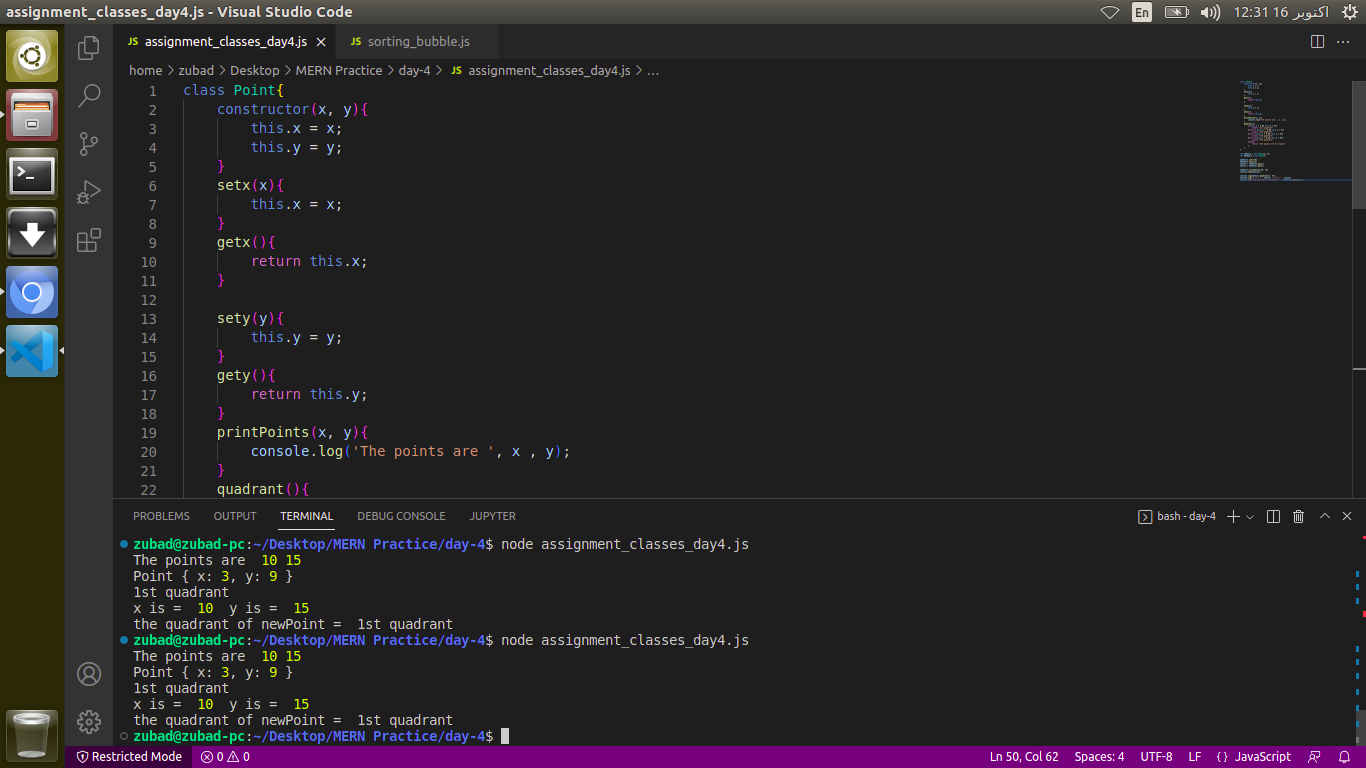 assignment_classes_day4.js - Visual Studio Code
En
12:31 16 اكتوبر
JS assignment_classes_day4.js
JS sorting_bubble.js
home > zubad > Desktop > MERN Practice > day-4 > JS assignment_classes_day4.js > ...
1 class Point{
2 constructor(x, y){
3 this.x = x;
4 this.y = y;
5 }
6 setx(x){
7 this.x = x;
8 }
9 getx(){
10 return this.x;
11 }
12
13 sety(y){
14 this.y = y;
15 }
16 gety(){
17 return this.y;
18 }
19 printPoints(x, y){
20 console.log('The points are ', x , y);
21 }
22 quadrant(){
PROBLEMS OUTPUT TERMINAL DEBUG CONSOLE JUPYTER
bash - day-4
zubad@zubad-pc:~/Desktop/MERN Practice/day-4$ node assignment_classes_day4.js
The points are  10 15
Point { x: 3, y: 9 }
1st quadrant
x is =  10  y is =  15
the quadrant of newPoint =  1st quadrant
zubad@zubad-pc:~/Desktop/MERN Practice/day-4$ node assignment_classes_day4.js
The points are  10 15
Point { x: 3, y: 9 }
1st quadrant
x is =  10  y is =  15
the quadrant of newPoint =  1st quadrant
zubad@zubad-pc:~/Desktop/MERN Practice/day-4$
Restricted Mode 0 0 Ln 50, Col 62 Spaces: 4 UTF-8 LF {} JavaScript